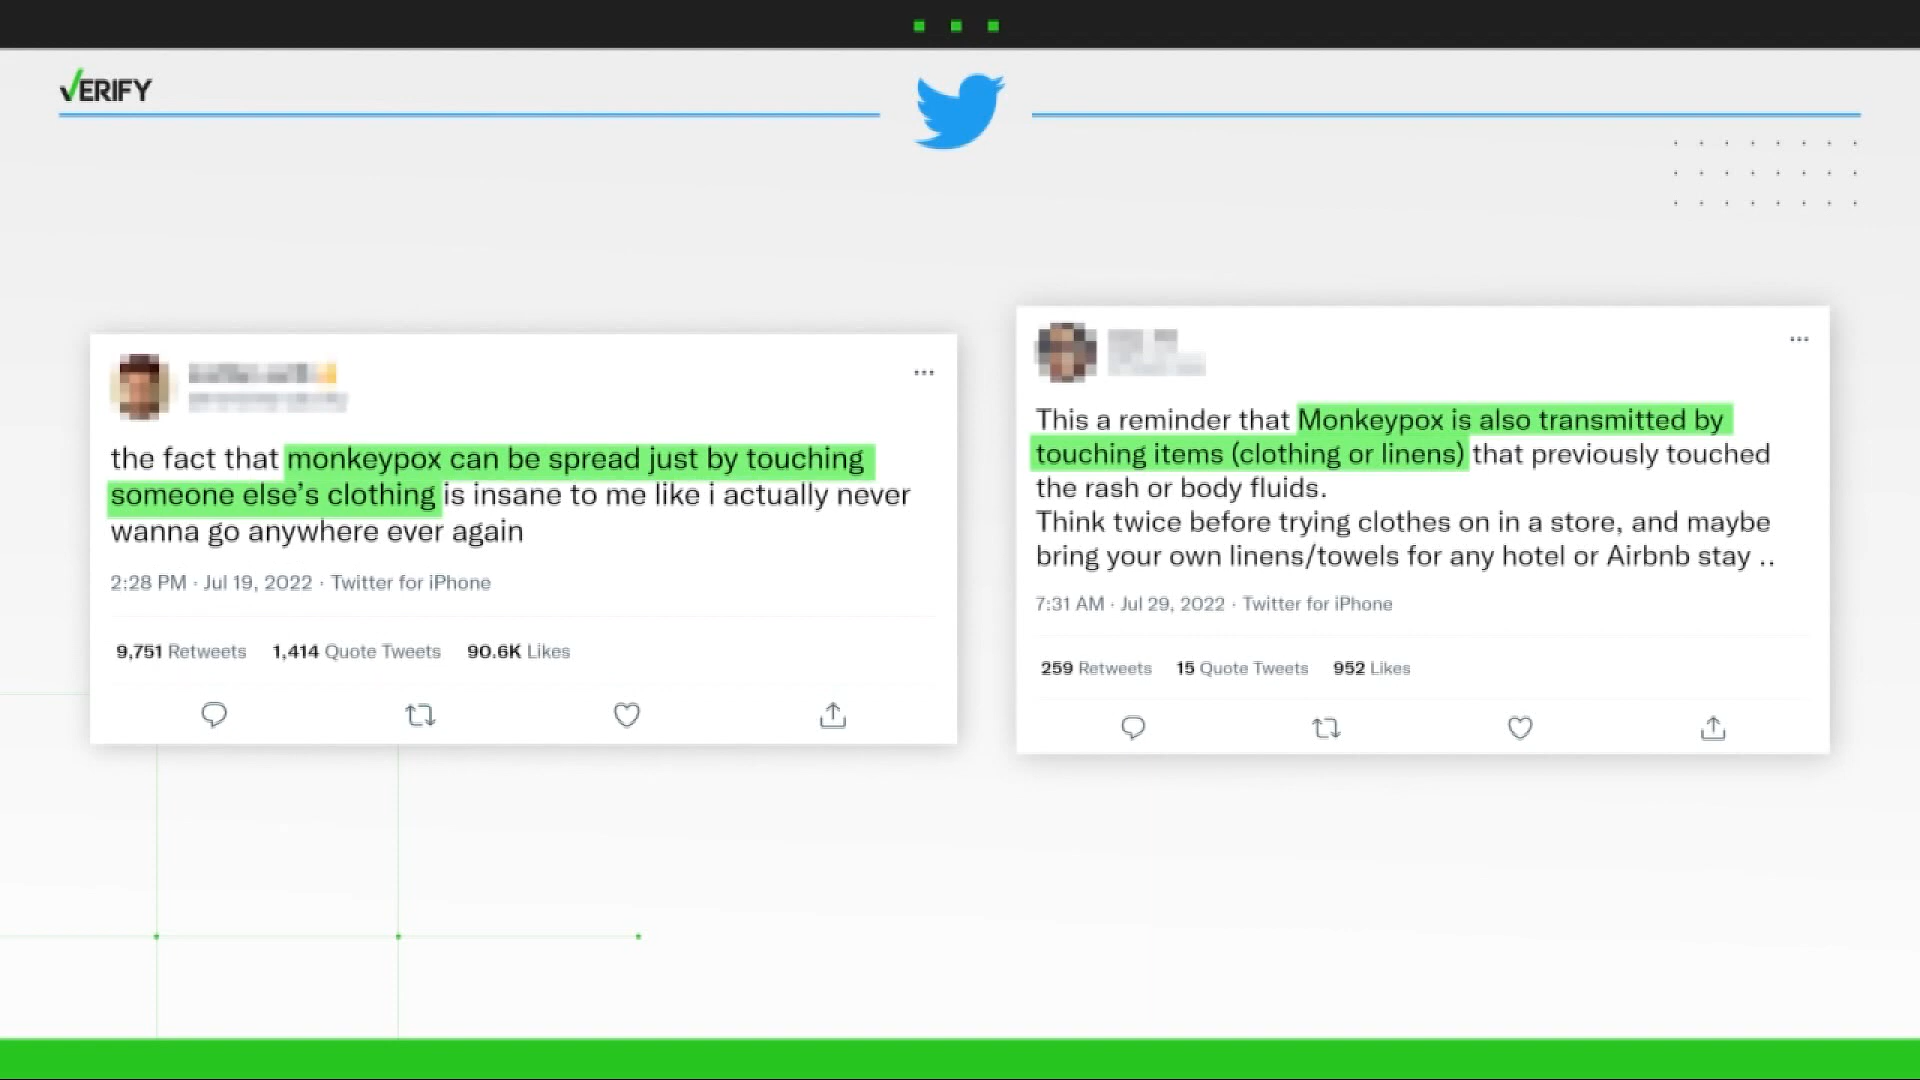 VERIFY
the fact that monkeypox can be spread just by touching
someone else’s clothing is insane to me like i actually never
wanna go anywhere ever again
2:28 PM · Jul 19, 2022 · Twitter for iPhone
9,751 Retweets 1,414 Quote Tweets 90.6K Likes
This a reminder that Monkeypox is also transmitted by
touching items (clothing or linens) that previously touched
the rash or body fluids.
Think twice before trying clothes on in a store, and maybe
bring your own linens/towels for any hotel or Airbnb stay ..
7:31 AM · Jul 29, 2022 · Twitter for iPhone
259 Retweets 15 Quote Tweets 952 Likes